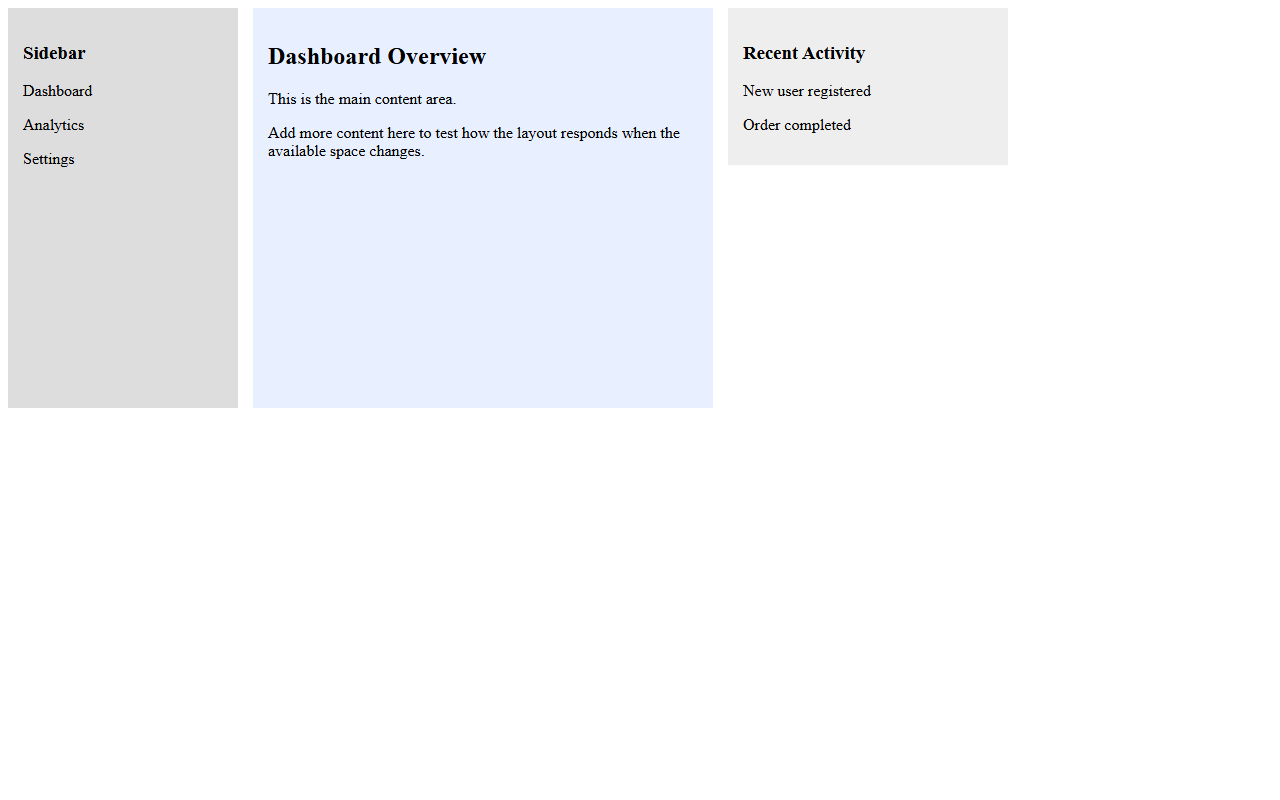 Sidebar
Dashboard
Analytics
Settings
Dashboard Overview
This is the main content area.
Add more content here to test how the layout responds when the
available space changes.
Recent Activity
New user registered
Order completed